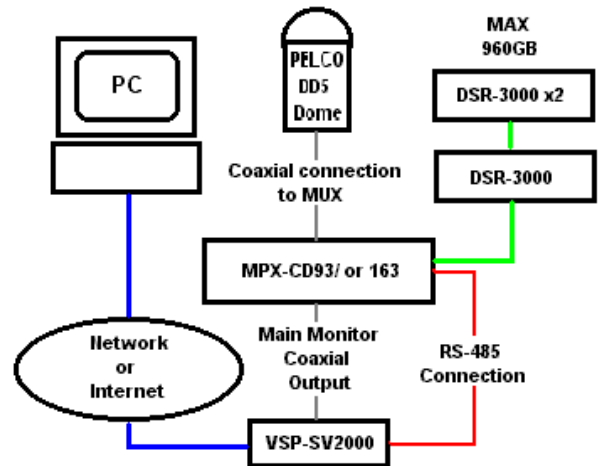 PC
PELCO
DD5
Dome
MAX
960GB
DSR-3000 x2
DSR-3000
Coaxial connection
to MUX
MPX-CD93/ or 163
Network
or
Internet
Main Monitor
Coaxial
Output
RS-485
Connection
VSP-SV2000